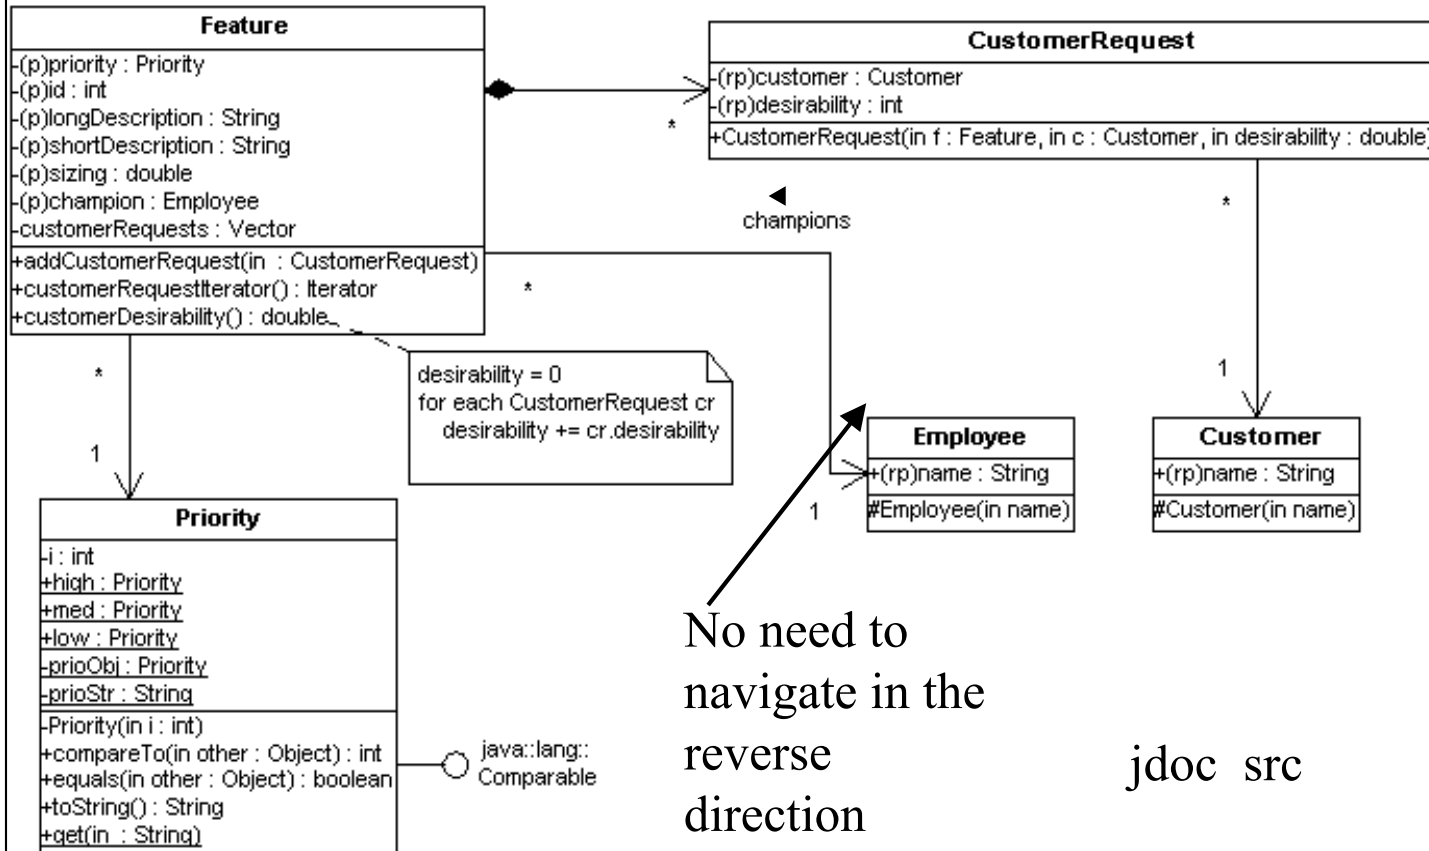 Feature
-(p)priority : Priority
-(p)id : int
-(p)longDescription : String
-(p)shortDescription : String
-(p)sizing : double
-(p)champion : Employee
-customerRequests : Vector
+addCustomerRequest(in  : CustomerRequest)
+customerRequestIterator() : Iterator
+customerDesirability() : double
*
CustomerRequest
-(rp)customer : Customer
-(rp)desirability : int
+CustomerRequest(in f : Feature, in c : Customer, in desirability : double)
champions
*
*
*
1
desirability = 0
for each CustomerRequest cr
desirability += cr.desirability
1
Employee
+(rp)name : String
#Employee(in name)
1
Customer
+(rp)name : String
#Customer(in name)
Priority
-i : int
+high : Priority
+med : Priority
+low : Priority
-prioObj : Priority
-prioStr : String
-Priority(in i : int)
+compareTo(in other : Object) : int
+equals(in other : Object) : boolean
+toString() : String
+get(in  : String)
java::lang::
Comparable
No need to
navigate in the
reverse
direction
jdoc  src